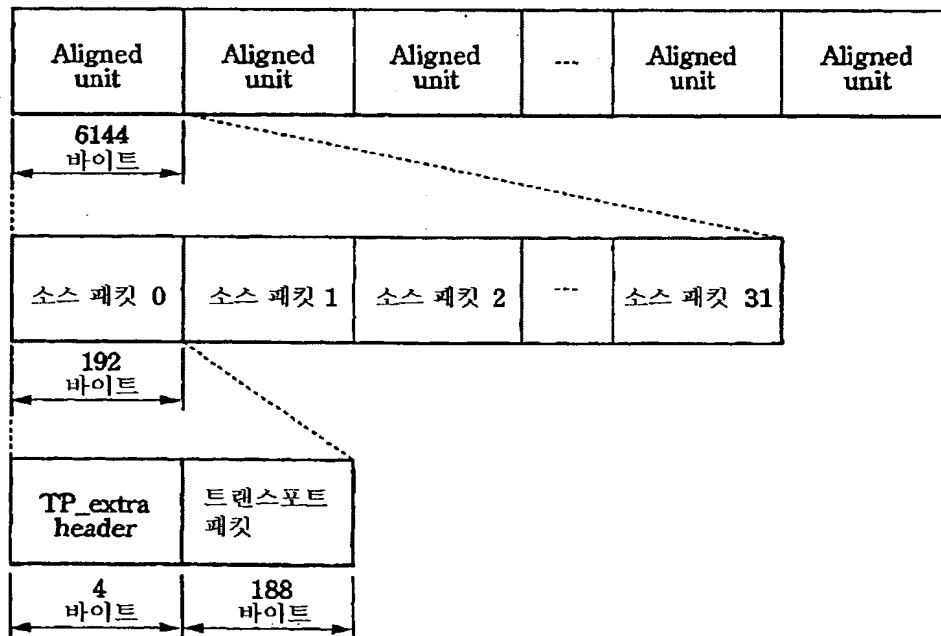 Aligned unit
Aligned unit
Aligned unit
---
Aligned unit
Aligned unit
6144
바이트
소스 패킷 0
소스 패킷 1
소스 패킷 2
---
소스 패킷 31
192
바이트
TP_extra header
트랜스포트 패킷
4
바이트
188
바이트